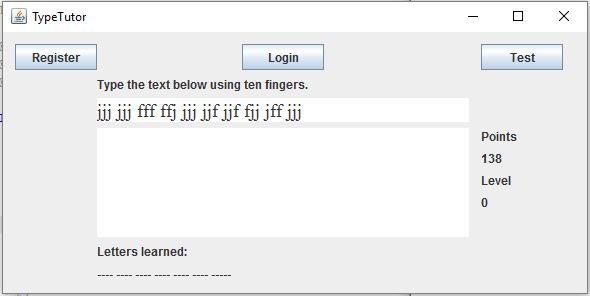 TypeTutor
Register Login Test
Type the text below using ten fingers.
jjj jjj fff ffj jjj jjf jjf fjj jff jjj
Points
138
Level
0
Letters learned:
---- ---- ---- ---- ---- ---- -----